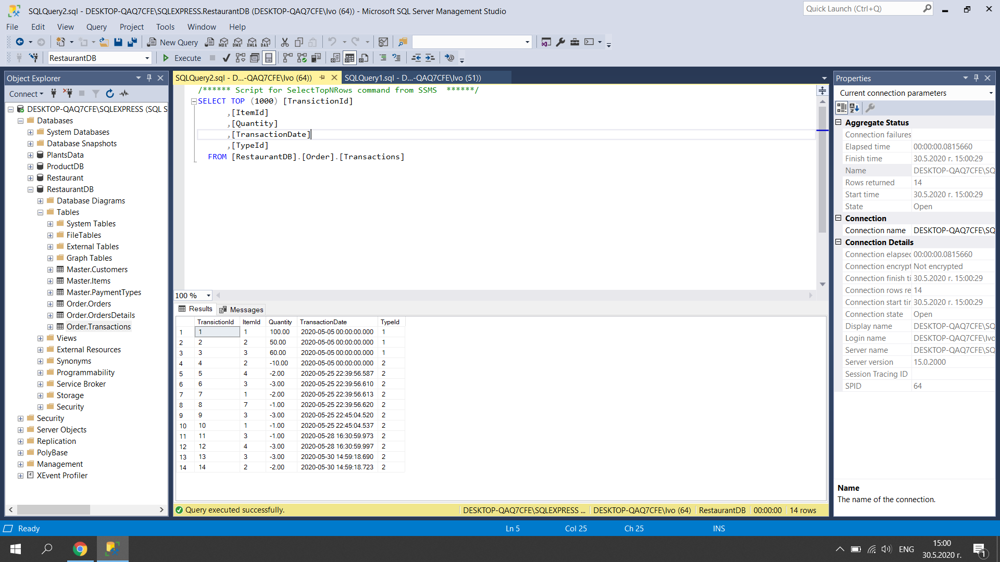 SQLQuery2.sql - DESKTOP-QAQ7CFE\SQLEXPRESS.RestaurantDB (DESKTOP-QAQ7CFE\Ivo (64)) - Microsoft SQL Server Management Studio
Quick Launch (Ctrl+Q)
File Edit View Query Project Tools Window Help
New Query MDX DMX XMLA DAX
RestaurantDB Execute
Object Explorer
Connect
DESKTOP-QAQ7CFE\SQLEXPRESS (SQL S
Databases
System Databases
Database Snapshots
PlantsData
ProductDB
Restaurant
RestaurantDB
Database Diagrams
Tables
System Tables
FileTables
External Tables
Graph Tables
Master.Customers
Master.Items
Master.PaymentTypes
Order.Orders
Order.OrdersDetails
Order.Transactions
Views
External Resources
Synonyms
Programmability
Service Broker
Storage
Security
Security
Server Objects
Replication
PolyBase
Management
XEvent Profiler
SQLQuery2.sql - D...-QAQ7CFE\Ivo (64)) SQLQuery1.sql - D...-QAQ7CFE\Ivo (51))
/****** Script for SelectTopNRows command from SSMS ******/
SELECT TOP (1000) [TransictionId]
,[ItemId]
,[Quantity]
,[TransactionDate]
,[TypeId]
FROM [RestaurantDB].[Order].[Transactions]
100 %
Results Messages
TransictionId ItemId Quantity TransactionDate TypeId
1 1 1 100.00 2020-05-05 00:00:00.000 1
2 2 2 50.00 2020-05-05 00:00:00.000 1
3 3 3 60.00 2020-05-05 00:00:00.000 1
4 4 2 -10.00 2020-05-05 00:00:00.000 2
5 5 4 -2.00 2020-05-25 22:39:56.587 2
6 6 3 -3.00 2020-05-25 22:39:56.610 2
7 7 1 -2.00 2020-05-25 22:39:56.613 2
8 8 7 -1.00 2020-05-25 22:39:56.620 2
9 9 3 -3.00 2020-05-25 22:45:04.520 2
10 10 1 -1.00 2020-05-25 22:45:04.537 2
11 11 3 -1.00 2020-05-28 16:30:59.973 2
12 12 4 -3.00 2020-05-28 16:30:59.997 2
13 13 3 -3.00 2020-05-30 14:59:18.690 2
14 14 2 -2.00 2020-05-30 14:59:18.723 2
Query executed successfully. DESKTOP-QAQ7CFE\SQLEXPRESS ... DESKTOP-QAQ7CFE\Ivo (64) RestaurantDB 00:00:00 14 rows
Properties
Current connection parameters
Aggregate Status
Connection failures
Elapsed time 00:00:00.0815660
Finish time 30.5.2020 г. 15:00:29
Name DESKTOP-QAQ7CFE\SQ
Rows returned 14
Start time 30.5.2020 г. 15:00:29
State Open
Connection
Connection name DESKTOP-QAQ7CFE\SQ
Connection Details
Connection elapsec 00:00:00.0815660
Connection encrypt Not encrypted
Connection finish ti 30.5.2020 г. 15:00:29
Connection rows re 14
Connection start tir 30.5.2020 г. 15:00:29
Connection state Open
Display name DESKTOP-QAQ7CFE\SQ
Login name DESKTOP-QAQ7CFE\Ivo
Server name DESKTOP-QAQ7CFE\SQ
Server version 15.0.2000
Session Tracing ID
SPID 64
Name
The name of the connection.
Ready Ln 5 Col 25 Ch 25 INS
ENG
15:00
30.5.2020 г.
1